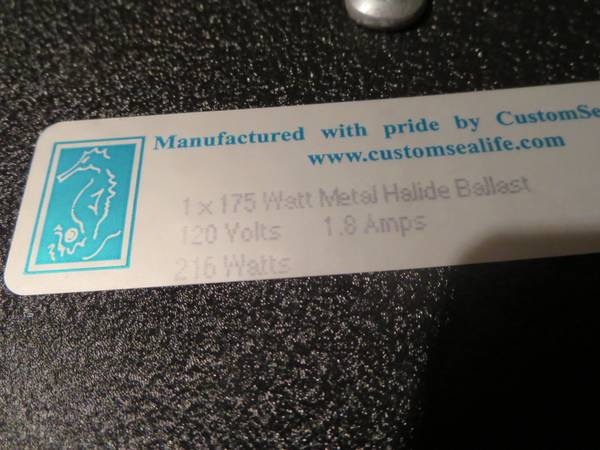 Manufactured with pride by CustomSe
www.customsealife.com
1 x 175 Watt Metal Halide Ballast
120 Volts 1.8 Amps
216 Watts